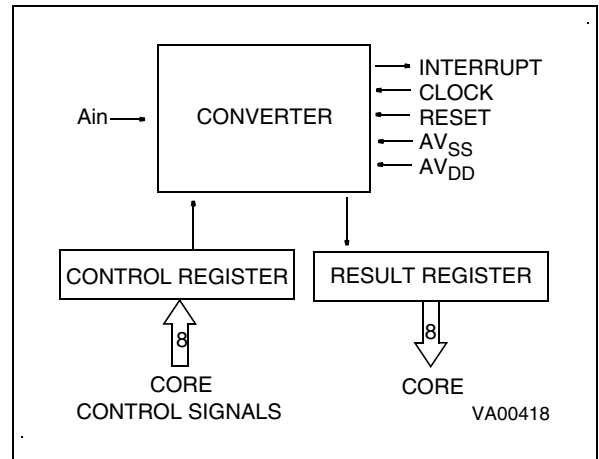 INTERRUPT
CLOCK
Ain
CONVERTER
RESET
AVSS
AVDD
CONTROL REGISTER
RESULT REGISTER
8
8
CORE
CONTROL SIGNALS
CORE
VA00418